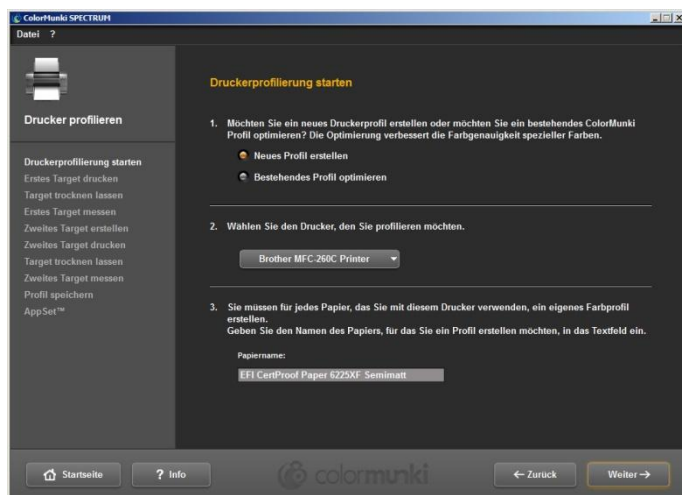 ColorMunki SPECTRUM
Datei ?
Drucker profilieren
Druckerprofilierung starten
Erstes Target drucken
Target trocknen lassen
Erstes Target messen
Zweites Target erstellen
Zweites Target drucken
Target trocknen lassen
Zweites Target messen
Profil speichern
AppSet™
Druckerprofilierung starten
1. Möchten Sie ein neues Druckerprofil erstellen oder möchten Sie ein bestehendes ColorMunki
Profil optimieren? Die Optimierung verbessert die Farbgenauigkeit spezieller Farben.
Neues Profil erstellen
Bestehendes Profil optimieren
2. Wählen Sie den Drucker, den Sie profilieren möchten.
Brother MFC-260C Printer
3. Sie müssen für jedes Papier, das Sie mit diesem Drucker verwenden, ein eigenes Farbprofil
erstellen.
Geben Sie den Namen des Papiers, für das Sie ein Profil erstellen möchten, in das Textfeld ein.
Papiername:
EFI CertProof Paper 6225XF Semimatt
Startseite
? Info
colormunki
← Zurück
Weiter →